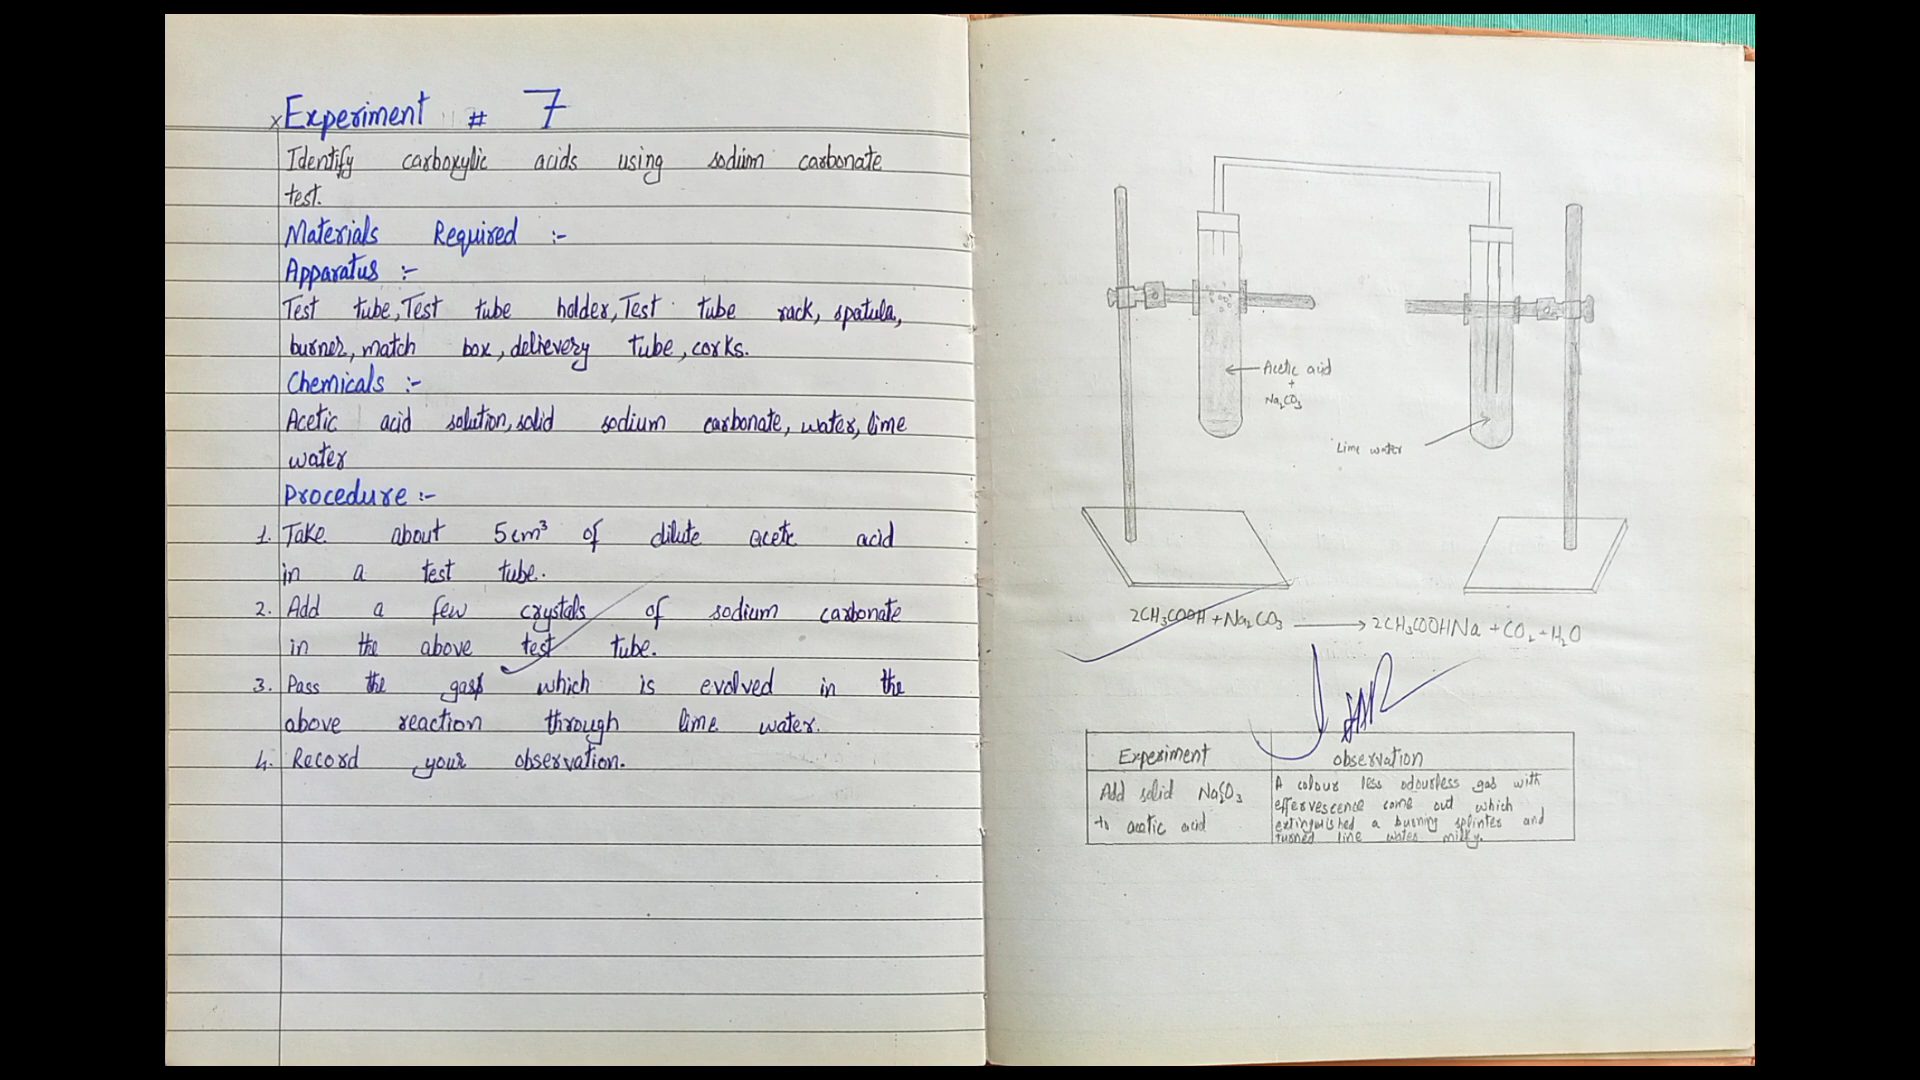 Experiment # 7
Identify carboxylic acids using sodium carbonate
test.
Materials Required :-
Apparatus :-
Test tube, Test tube holder, Test tube rack, spatula,
burner, match box, delievery tube, corks.
Chemicals :-
Acetic acid solution, solid sodium carbonate, water, lime
water
Procedure :-
1. Take about 5cm³ of dilute acetc acid
in a test tube.
2. Add a few crystals of sodium carbonate
in the above test tube.
3. Pass the gas which is evolved in the
above reaction through lime water.
4. Record your observation.
Acetic acid
+
Na₂CO₃
Lime water
2CH₃COOH + Na₂CO₃ → 2CH₃COOHNa + CO₂ + H₂O
Experiment
observation
Add solid Na₂CO₃
to acetic acid
A colour less odourless gas with
effervescence come out which
extinguished a burning splinter and
turned line water milky.